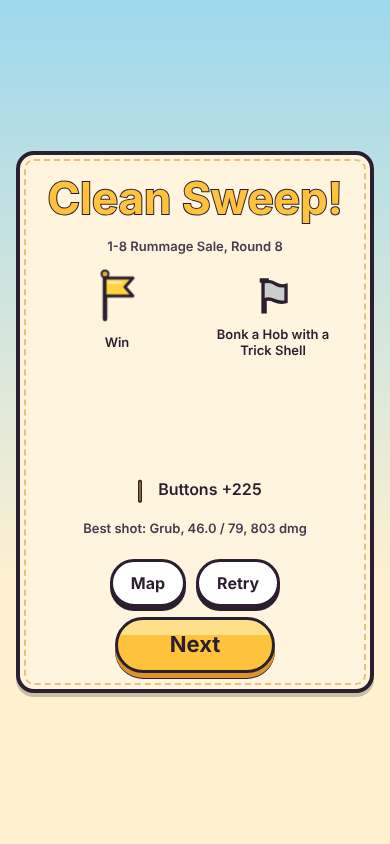 Clean Sweep!
1-8 Rummage Sale, Round 8
Win
Bonk a Hob with a
Trick Shell
Buttons +225
Best shot: Grub, 46.0 / 79, 803 dmg
Map
Retry
Next